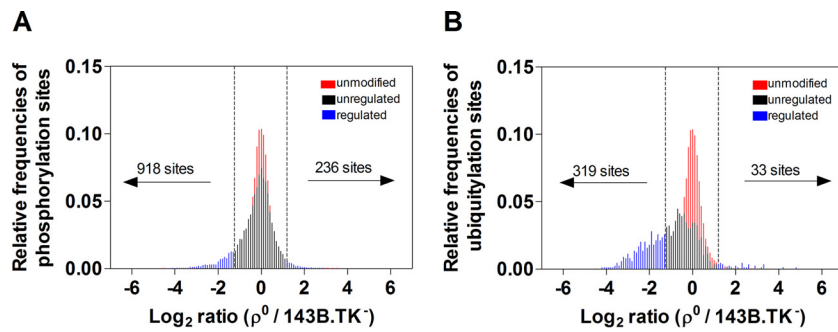 A
Relative frequencies of
phosphorylation sites
0.15
0.10
0.05
0.00
unmodified
unregulated
regulated
918 sites
236 sites
-6 -4 -2 0 2 4 6
Log₂ ratio (ρ⁰ / 143B.TK⁻)
B
Relative frequencies of
ubiquitylation sites
0.15
0.10
0.05
0.00
unmodified
unregulated
regulated
319 sites
33 sites
-6 -4 -2 0 2 4 6
Log₂ ratio (ρ⁰ / 143B.TK⁻)